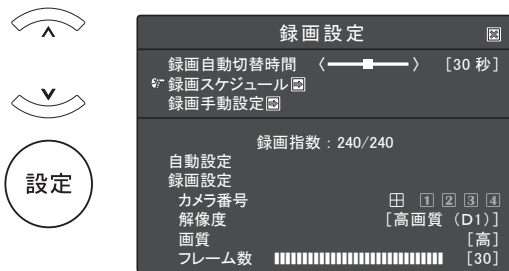 録画設定
録画自動切替時間 〈 〉 [30 秒]
録画スケジュール
録画手動設定
設定
録画指数 : 240/240
自動設定
録画設定
カメラ番号 1 2 3 4
解像度 [高画質 (D1)]
画質 [高]
フレーム数 [30]